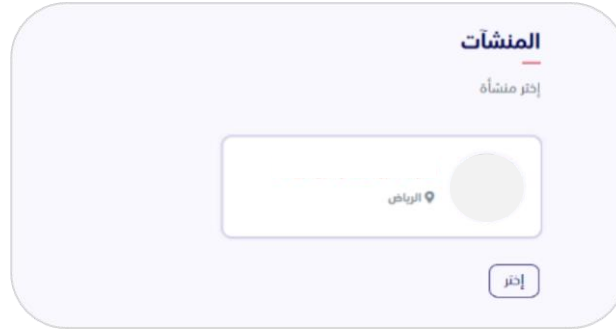 المنشآت
إختر منشأة
الرياض
إختر